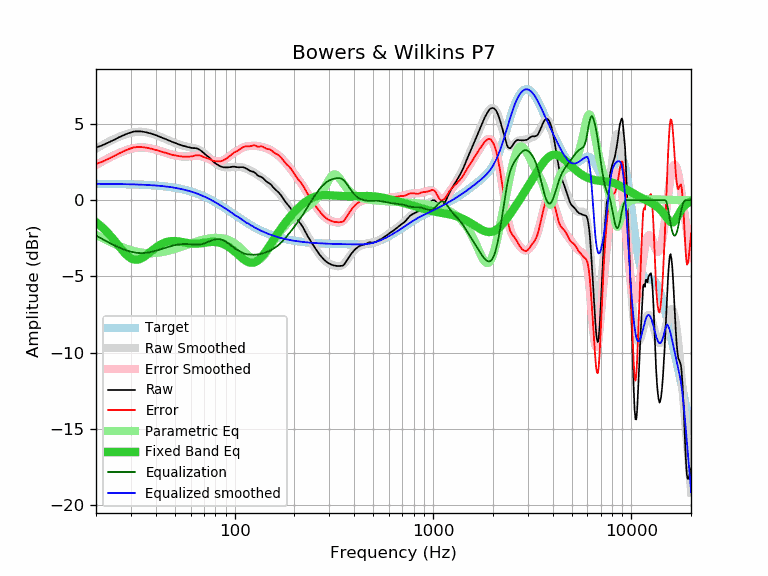 Bowers & Wilkins P7
Amplitude (dBr)
5
0
−5
−10
−15
−20
Target
Raw Smoothed
Error Smoothed
Raw
Error
Parametric Eq
Fixed Band Eq
Equalization
Equalized smoothed
100 1000 10000
Frequency (Hz)